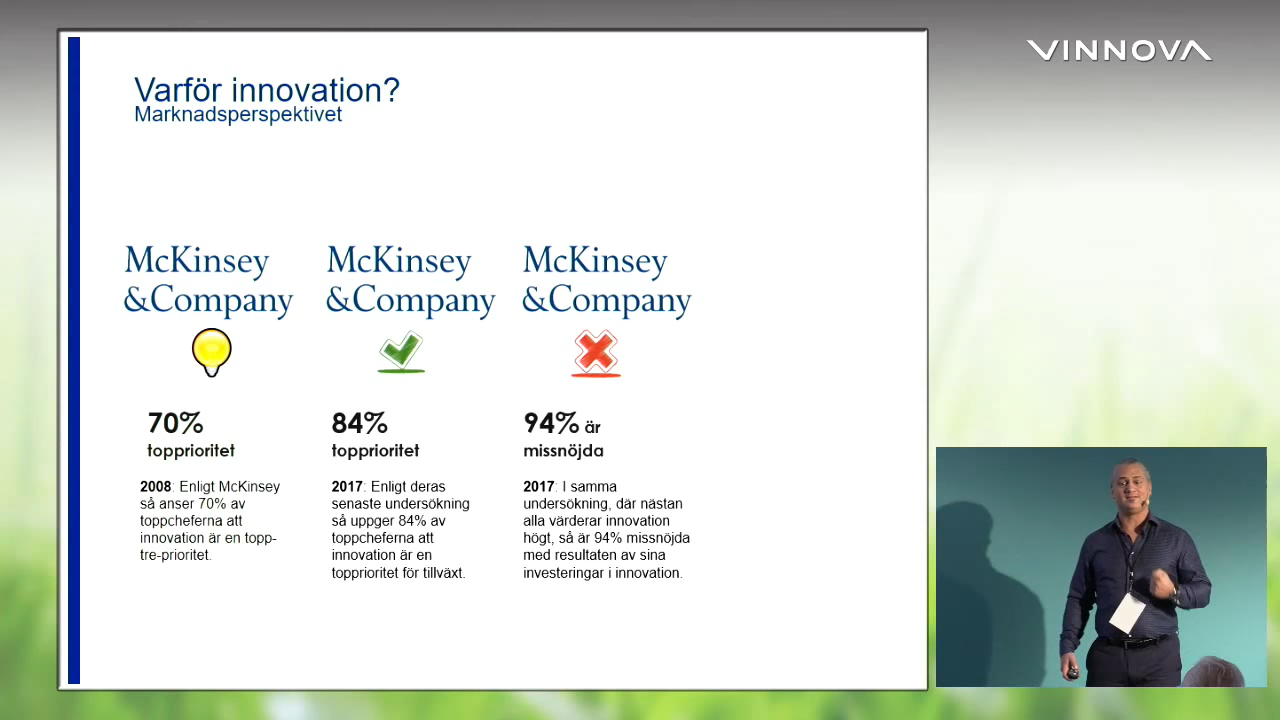 VINNOVA
Varför innovation?
Marknadsperspektivet
McKinsey
&Company
McKinsey
&Company
McKinsey
&Company
70%
topprioritet
2008: Enligt McKinsey
så anser 70% av
toppcheferna att
innovation är en topp-
tre-prioritet.
84%
topprioritet
2017: Enligt deras
senaste undersökning
så uppger 84% av
toppcheferna att
innovation är en
topprioritet för tillväxt.
94% är
missnöjda
2017: I samma
undersökning, där nästan
alla värderar innovation
högt, så är 94% missnöjda
med resultaten av sina
investeringar i innovation.